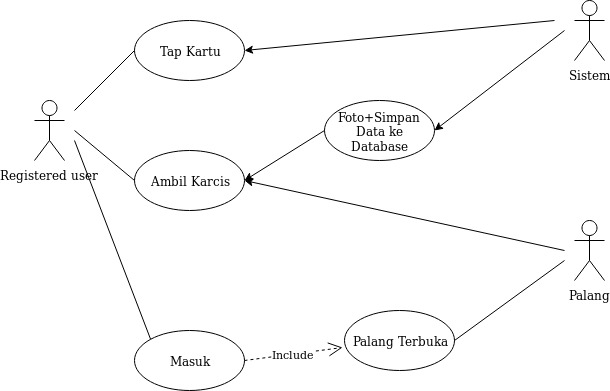 Tap Kartu
Sistem
Foto+Simpan
Data ke
Database
Registered user
Ambil Karcis
Palang
Palang Terbuka
Include
Masuk